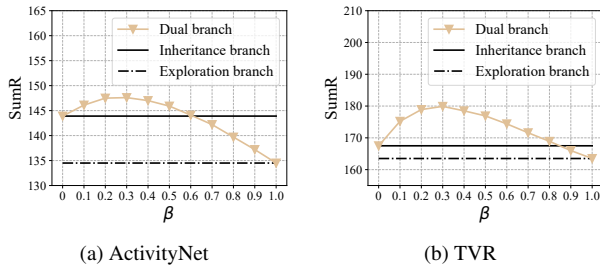 165
160
155
150
145
140
135
130
SumR
Dual branch
Inheritance branch
Exploration branch
0 0.1 0.2 0.3 0.4 0.5 0.6 0.7 0.8 0.9 1.0
β
(a) ActivityNet
210
200
190
180
170
160
SumR
Dual branch
Inheritance branch
Exploration branch
0 0.1 0.2 0.3 0.4 0.5 0.6 0.7 0.8 0.9 1.0
β
(b) TVR